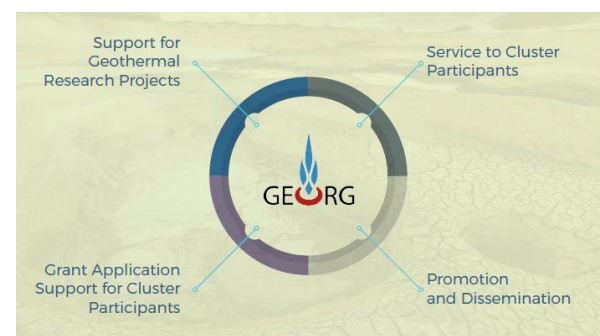 Support for
Geothermal
Research Projects
Service to Cluster
Participants
GEORG
Grant Application
Support for Cluster
Participants
Promotion
and Dissemination